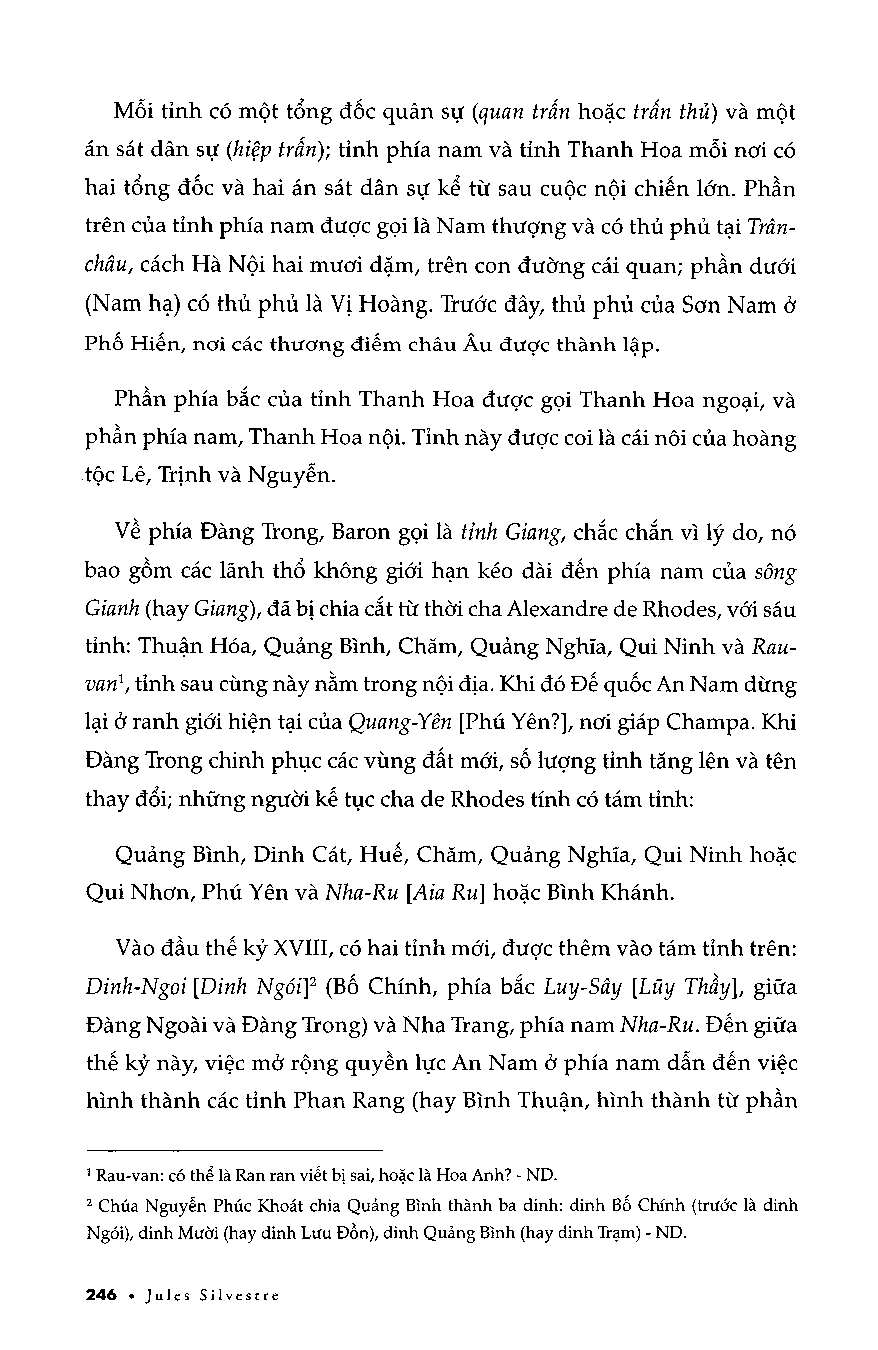 Mỗi tỉnh có một tổng đốc quân sự (quan trấn hoặc trấn thủ) và một
án sát dân sự (hiệp trấn); tỉnh phía nam và tỉnh Thanh Hoa mỗi nơi có
hai tổng đốc và hai án sát dân sự kể từ sau cuộc nội chiến lớn. Phần
trên của tỉnh phía nam được gọi là Nam thượng và có thủ phủ tại Trân-
châu, cách Hà Nội hai mươi dặm, trên con đường cái quan; phần dưới
(Nam hạ) có thủ phủ là Vị Hoàng. Trước đây, thủ phủ của Sơn Nam ở
Phố Hiến, nơi các thương điếm châu Âu được thành lập.
Phần phía bắc của tỉnh Thanh Hoa được gọi Thanh Hoa ngoại, và
phần phía nam, Thanh Hoa nội. Tỉnh này được coi là cái nôi của hoàng
tộc Lê, Trịnh và Nguyễn.
Về phía Đàng Trong, Baron gọi là tỉnh Giang, chắc chắn vì lý do, nó
bao gồm các lãnh thổ không giới hạn kéo dài đến phía nam của sông
Gianh (hay Giang), đã bị chia cắt từ thời cha Alexandre de Rhodes, với sáu
tỉnh: Thuận Hóa, Quảng Bình, Chăm, Quảng Nghĩa, Qui Ninh và Rau-
van¹, tỉnh sau cùng này nằm trong nội địa. Khi đó Đế quốc An Nam dừng
lại ở ranh giới hiện tại của Quang-Yên [Phú Yên?], nơi giáp Champa. Khi
Đàng Trong chinh phục các vùng đất mới, số lượng tỉnh tăng lên và tên
thay đổi; những người kế tục cha de Rhodes tính có tám tỉnh:
Quảng Bình, Dinh Cát, Huế, Chăm, Quảng Nghĩa, Qui Ninh hoặc
Qui Nhơn, Phú Yên và Nha-Ru [Aia Ru] hoặc Bình Khánh.
Vào đầu thế kỷ XVIII, có hai tỉnh mới, được thêm vào tám tỉnh trên:
Dinh-Ngoi [Dinh Ngói]² (Bố Chính, phía bắc Luy-Sây [Lũy Thầy], giữa
Đàng Ngoài và Đàng Trong) và Nha Trang, phía nam Nha-Ru. Đến giữa
thế kỷ này, việc mở rộng quyền lực An Nam ở phía nam dẫn đến việc
hình thành các tỉnh Phan Rang (hay Bình Thuận, hình thành từ phần
¹ Rau-van: có thể là Ran ran viết bị sai, hoặc là Hoa Anh? - ND.
² Chúa Nguyễn Phúc Khoát chia Quảng Bình thành ba dinh: dinh Bố Chính (trước là dinh
Ngói), dinh Mười (hay dinh Lưu Đồn), dinh Quảng Bình (hay dinh Trạm) - ND.
246 • Jules Silvestre